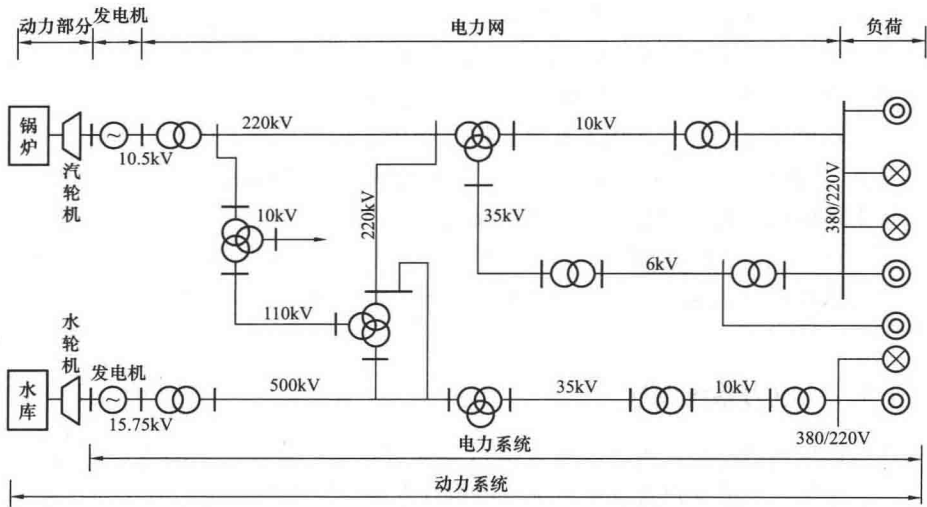 动力部分 发电机 电力网 负荷
锅炉
汽轮机
~
10.5kV
220kV
10kV
10kV
220kV
35kV
380/220V
6kV
110kV
水轮机
发电机
水库
~
15.75kV
500kV
35kV
10kV
380/220V
电力系统
动力系统